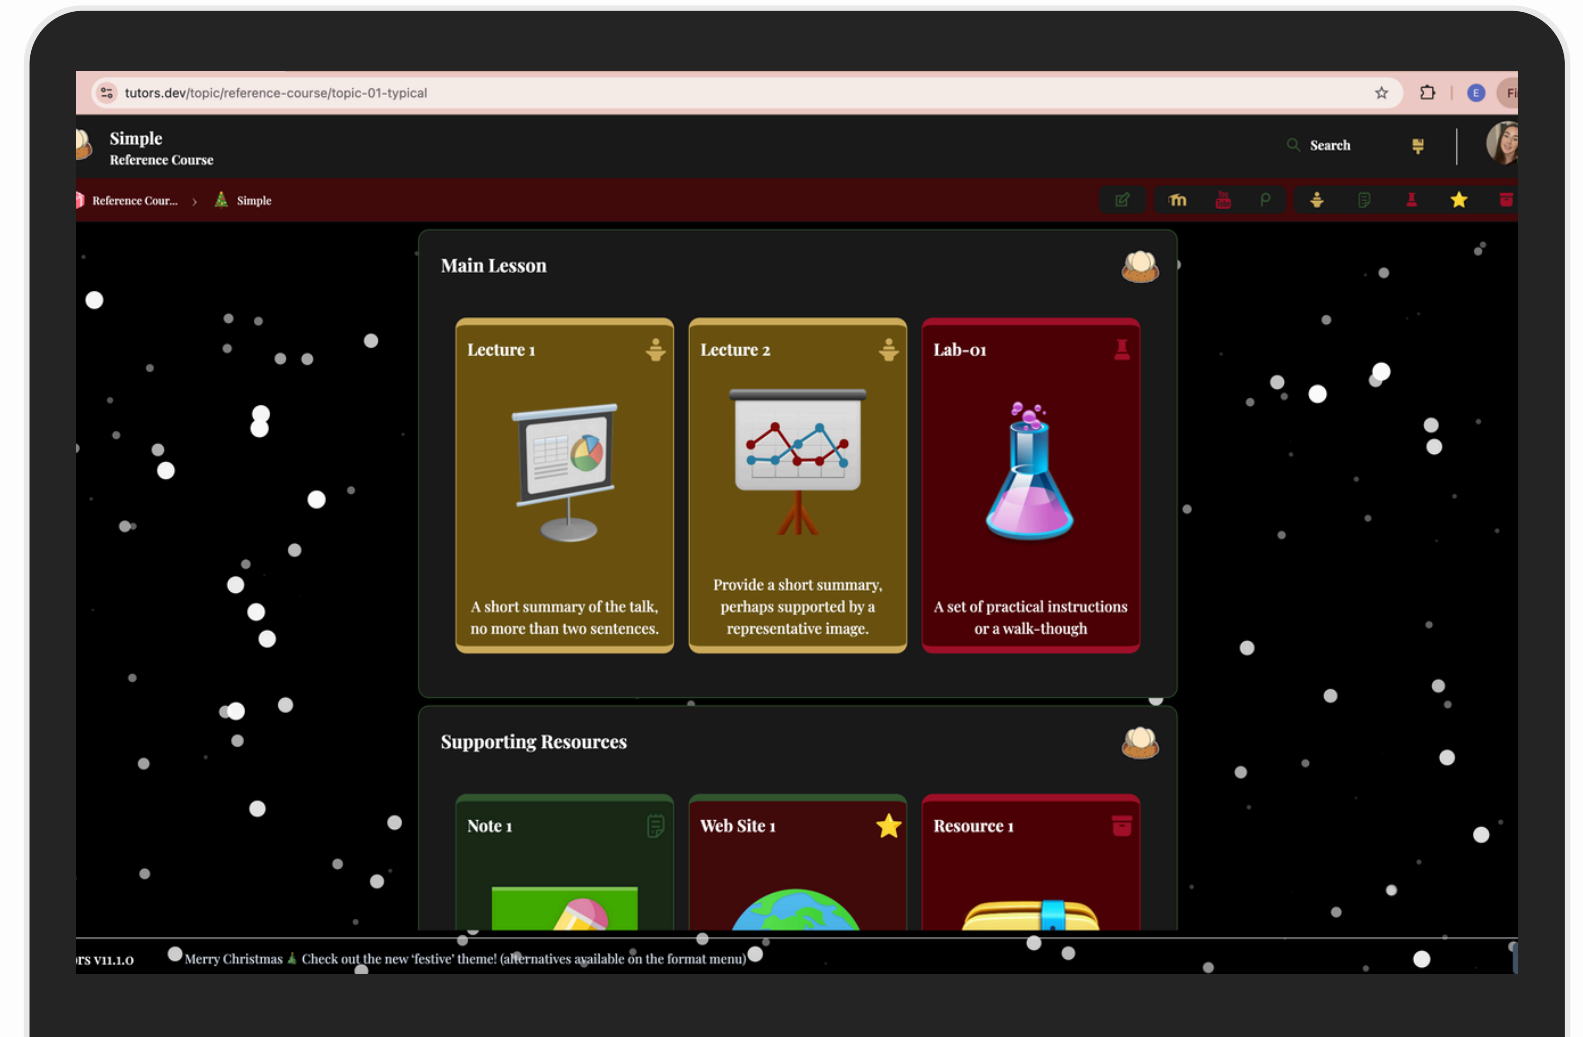 tutors.dev/topic/reference-course/topic-01-typical
E
Fi
Simple
Reference Course
Search
Reference Cour... › Simple
You
Tube
Main Lesson
Lecture 1
Lecture 2
Lab-01
A short summary of the talk,
no more than two sentences.
Provide a short summary,
perhaps supported by a
representative image.
A set of practical instructions
or a walk-though
Supporting Resources
Note 1
Web Site 1
Resource 1
rs v11.1.0
Merry Christmas Check out the new ‘festive’ theme! (alternatives available on the format menu)